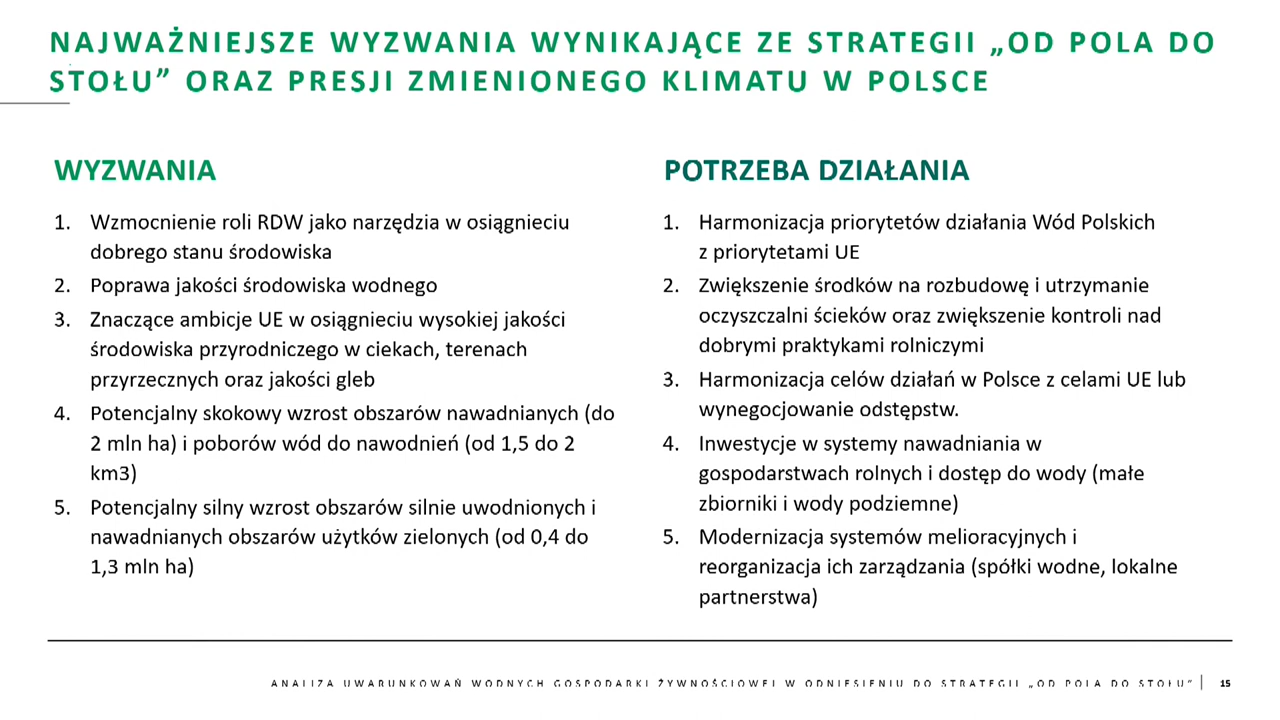 NAJWAŻNIEJSZE WYZWANIA WYNIKAJĄCE ZE STRATEGII „OD POLA DO
STOŁU” ORAZ PRESJI ZMIENIONEGO KLIMATU W POLSCE
WYZWANIA
1. Wzmocnienie roli RDW jako narzędzia w osiągnieciu
dobrego stanu środowiska
2. Poprawa jakości środowiska wodnego
3. Znaczące ambicje UE w osiągnieciu wysokiej jakości
środowiska przyrodniczego w ciekach, terenach
przyrzecznych oraz jakości gleb
4. Potencjalny skokowy wzrost obszarów nawadnianych (do
2 mln ha) i poborów wód do nawodnień (od 1,5 do 2
km3)
5. Potencjalny silny wzrost obszarów silnie uwodnionych i
nawadnianych obszarów użytków zielonych (od 0,4 do
1,3 mln ha)
POTRZEBA DZIAŁANIA
1. Harmonizacja priorytetów działania Wód Polskich
z priorytetami UE
2. Zwiększenie środków na rozbudowę i utrzymanie
oczyszczalni ścieków oraz zwiększenie kontroli nad
dobrymi praktykami rolniczymi
3. Harmonizacja celów działań w Polsce z celami UE lub
wynegocjowanie odstępstw.
4. Inwestycje w systemy nawadniania w
gospodarstwach rolnych i dostęp do wody (małe
zbiorniki i wody podziemne)
5. Modernizacja systemów melioracyjnych i
reorganizacja ich zarządzania (spółki wodne, lokalne
partnerstwa)
ANALIZA UWARUNKOWAŃ WODNYCH GOSPODARKI ŻYWNOŚCIOWEJ W ODNIESIENIU DO STRATEGII „OD POLA DO STOŁU” | 15